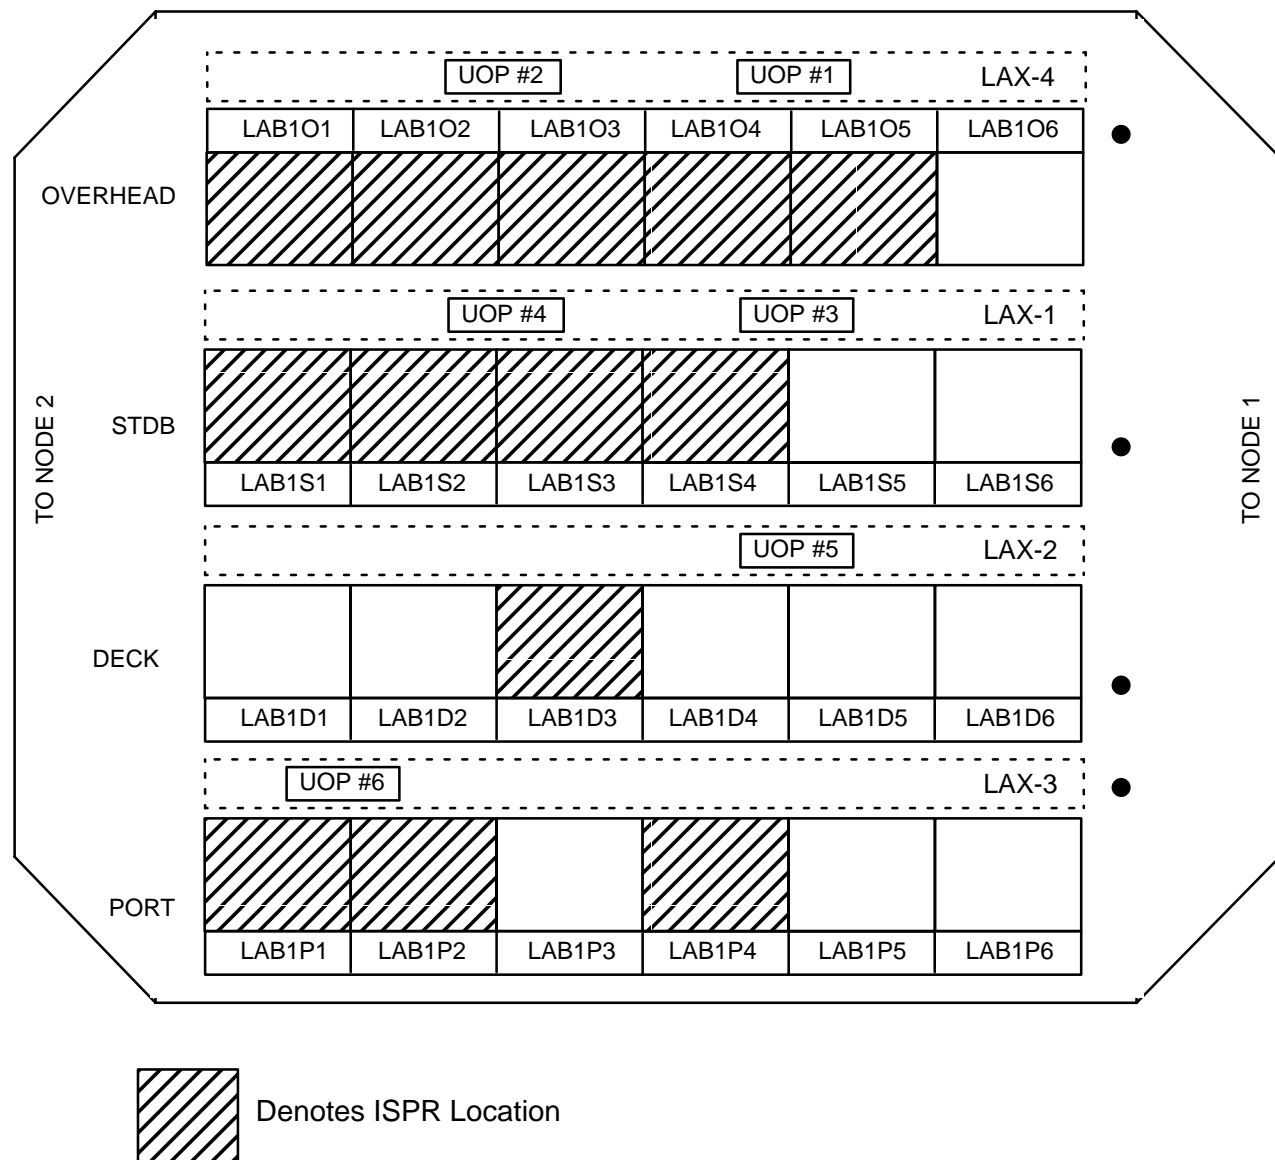 UOP #2 UOP #1 LAX-4
LAB1O1 LAB1O2 LAB1O3 LAB1O4 LAB1O5 LAB1O6
OVERHEAD
UOP #4 UOP #3 LAX-1
STDB
LAB1S1 LAB1S2 LAB1S3 LAB1S4 LAB1S5 LAB1S6
TO NODE 2
TO NODE 1
UOP #5 LAX-2
DECK
LAB1D1 LAB1D2 LAB1D3 LAB1D4 LAB1D5 LAB1D6
UOP #6 LAX-3
PORT
LAB1P1 LAB1P2 LAB1P3 LAB1P4 LAB1P5 LAB1P6
Denotes ISPR Location